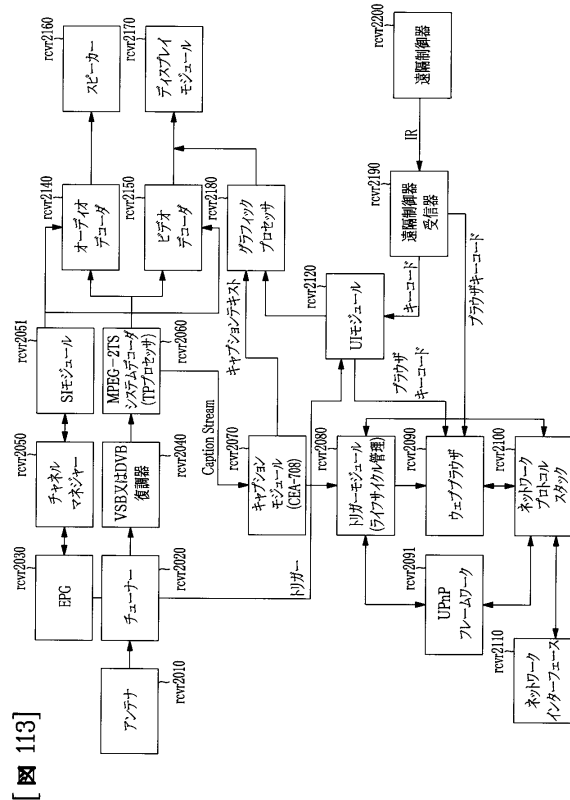 [図 113]
rcvr2010
アンテナ
rcvr2020
チューナー
rcvr2030
EPG
rcvr2040
VSB又はDVB
復調器
rcvr2050
チャネル
マネジャー
rcvr2051
SIモジュール
rcvr2060
MPEG-2TS
システムデコーダ
(TPプロセッサ)
rcvr2140
オーディオ
デコーダ
rcvr2150
ビデオ
デコーダ
rcvr2160
スピーカー
rcvr2170
ディスプレイ
モジュール
rcvr2180
グラフィック
プロセッサ
Caption Stream
キャプションテキスト
rcvr2070
キャプション
モジュール
(CEA-708)
トリガー
rcvr2080
トリガーモジュール
(ライフサイクル管理)
rcvr2090
ウェブブラウザ
rcvr2091
UPnP
フレームワーク
rcvr2100
ネットワーク
プロトコル
スタック
rcvr2110
ネットワーク
インターフェース
rcvr2120
UIモジュール
ブラウザ
キーコード
キーコード
ブラウザキーコード
rcvr2190
遠隔制御器
受信器
IR
rcvr2200
遠隔制御器